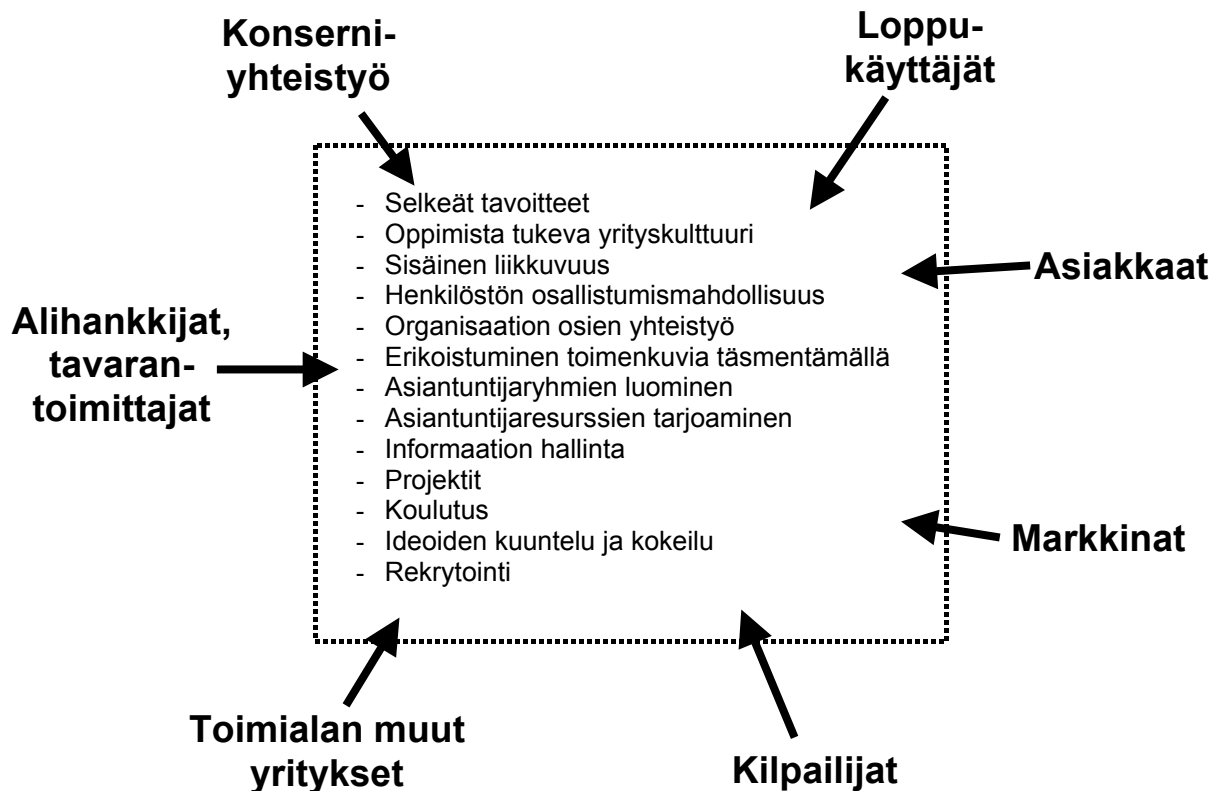 Konserni-
yhteistyö
Loppu-
käyttäjät
- Selkeät tavoitteet
- Oppimista tukeva yrityskulttuuri
- Sisäinen liikkuvuus
- Henkilöstön osallistumismahdollisuus
- Organisaation osien yhteistyö
- Erikoistuminen toimenkuvia täsmentämällä
- Asiantuntijaryhmien luominen
- Asiantuntijaresurssien tarjoaminen
- Informaation hallinta
- Projektit
- Koulutus
- Ideoiden kuuntelu ja kokeilu
- Rekrytointi
Asiakkaat
Alihankkijat,
tavaran-
toimittajat
Markkinat
Toimialan muut
yritykset
Kilpailijat